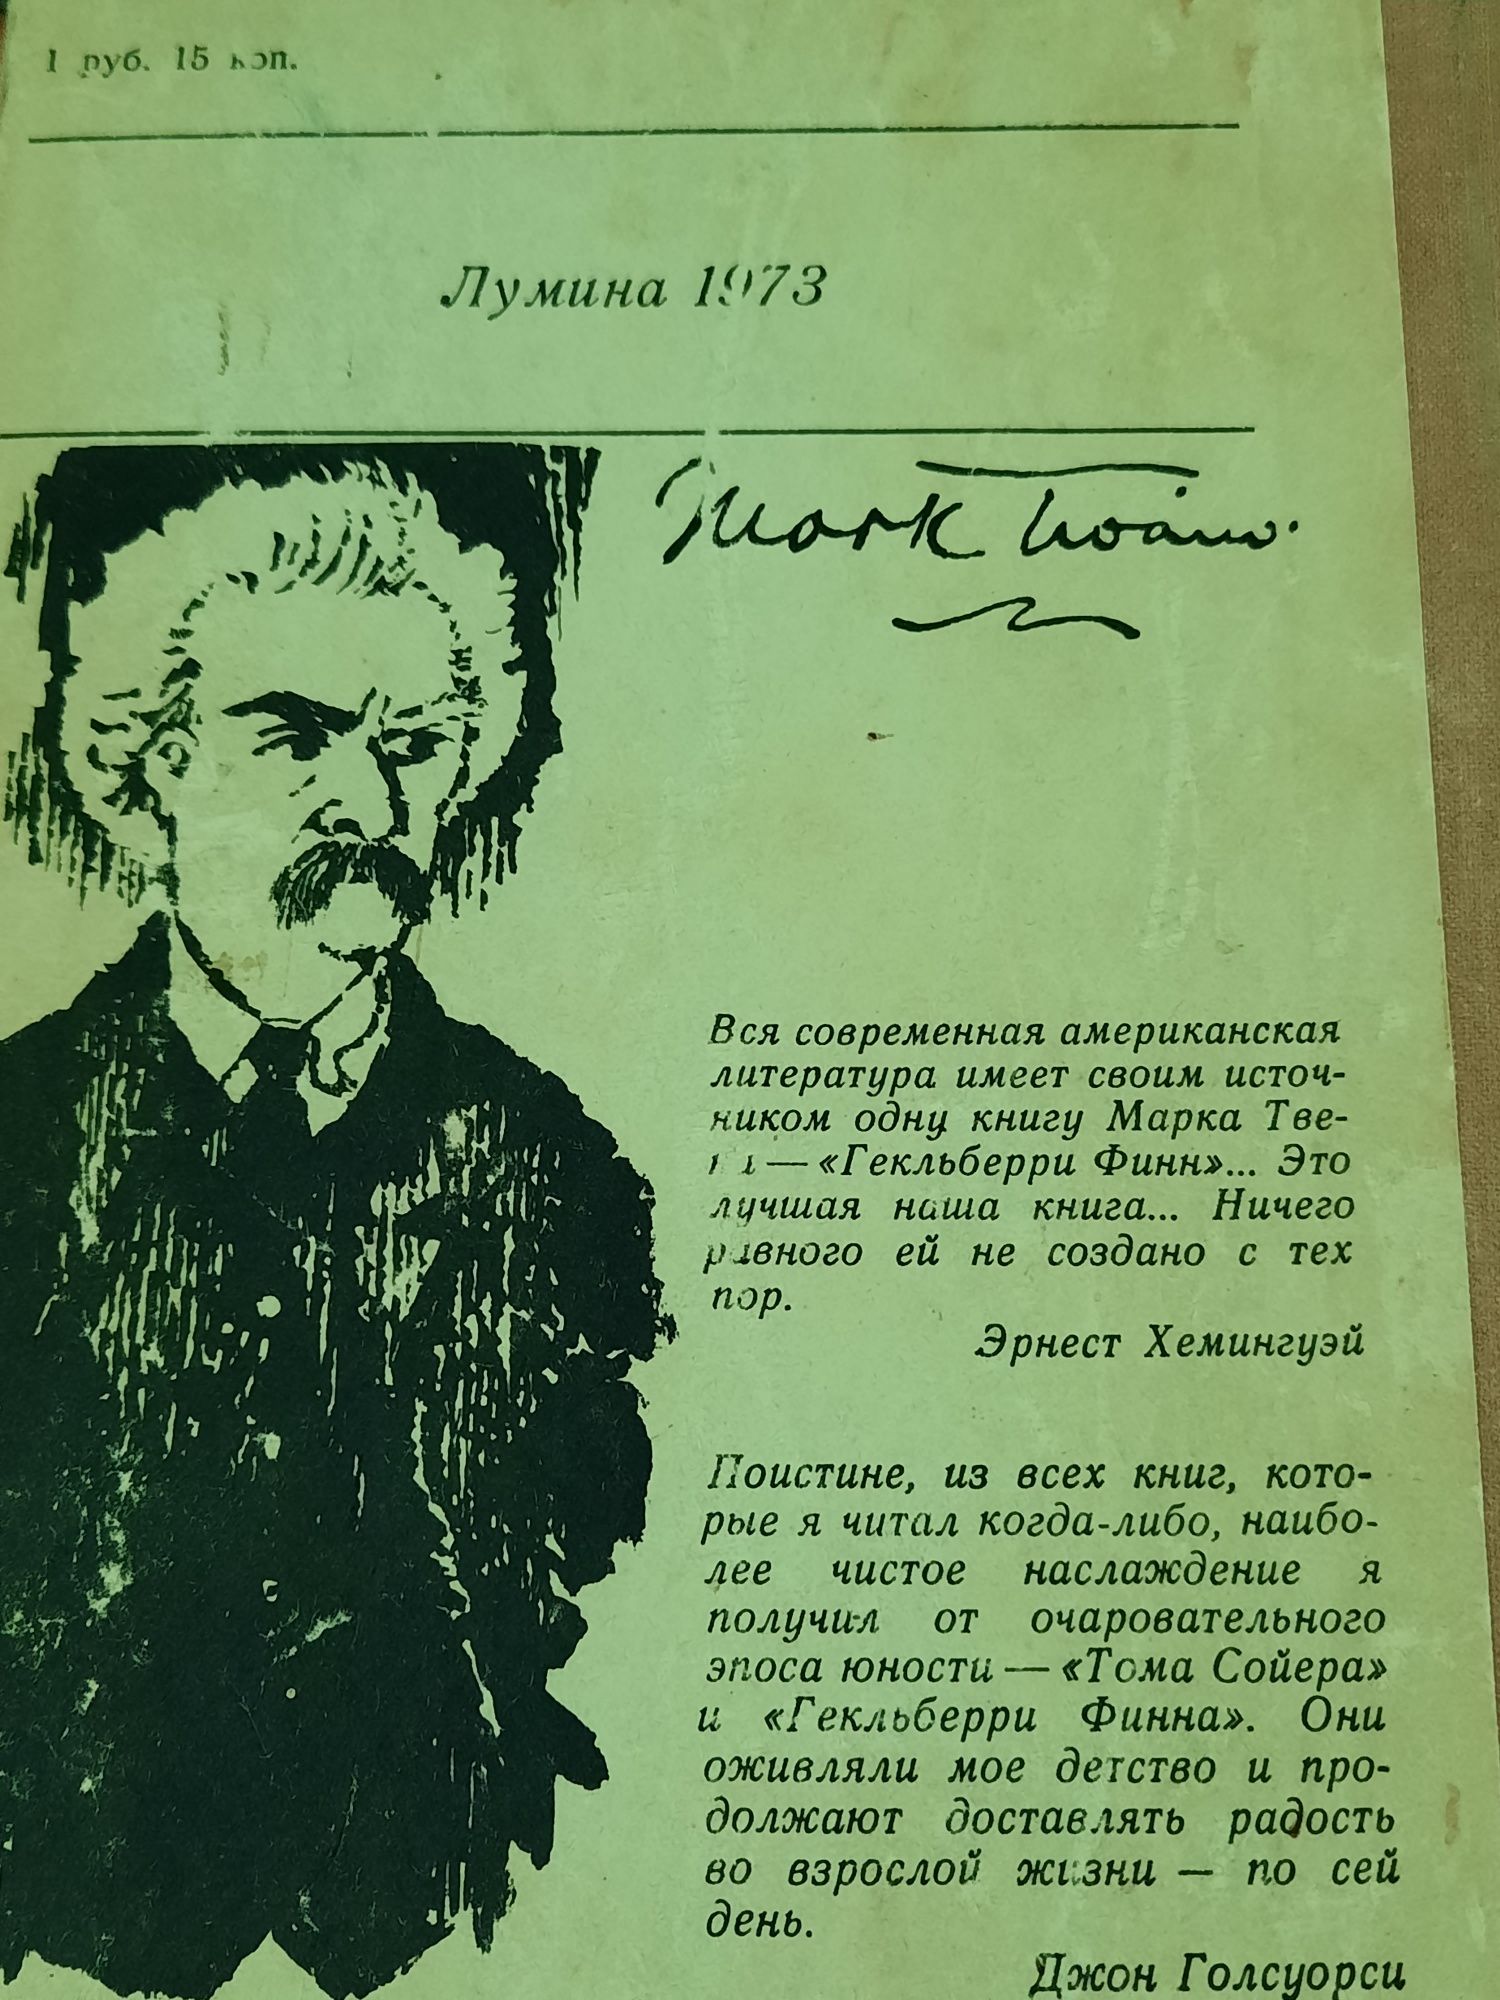 1 руб. 15 коп.
Лумина 1973
Mark Twain.
Вся современная американская
литература имеет своим источ-
ником одну книгу Марка Тве-
на — «Гекльберри Финн»... Это
лучшая наша книга... Ничего
равного ей не создано с тех
пор.
Эрнест Хемингуэй
Поистине, из всех книг, кото-
рые я читал когда-либо, наибо-
лее чистое наслаждение я
получил от очаровательного
эпоса юности — «Тома Сойера»
и «Гекльберри Финна». Они
оживляли мое детство и про-
должают доставлять радость
во взрослой жизни — по сей
день.
Джон Голсуорси